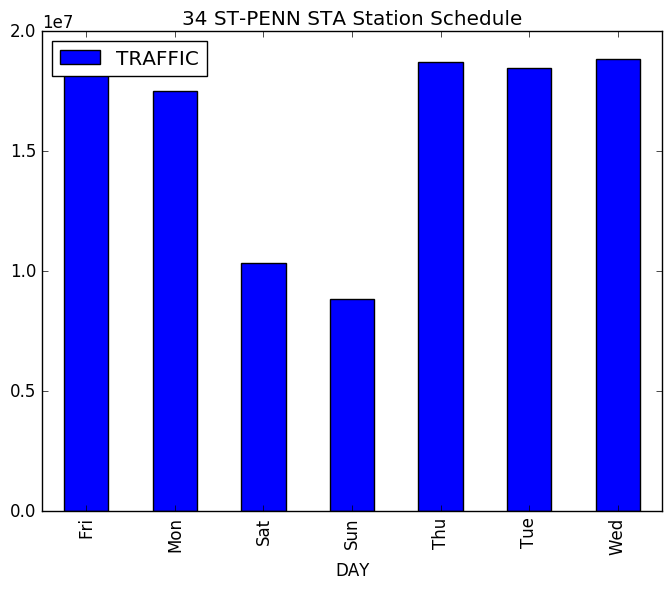 34 ST-PENN STA Station Schedule
1e7
TRAFFIC
2.0
1.5
1.0
0.5
0.0
Fri Mon Sat Sun Thu Tue Wed
DAY